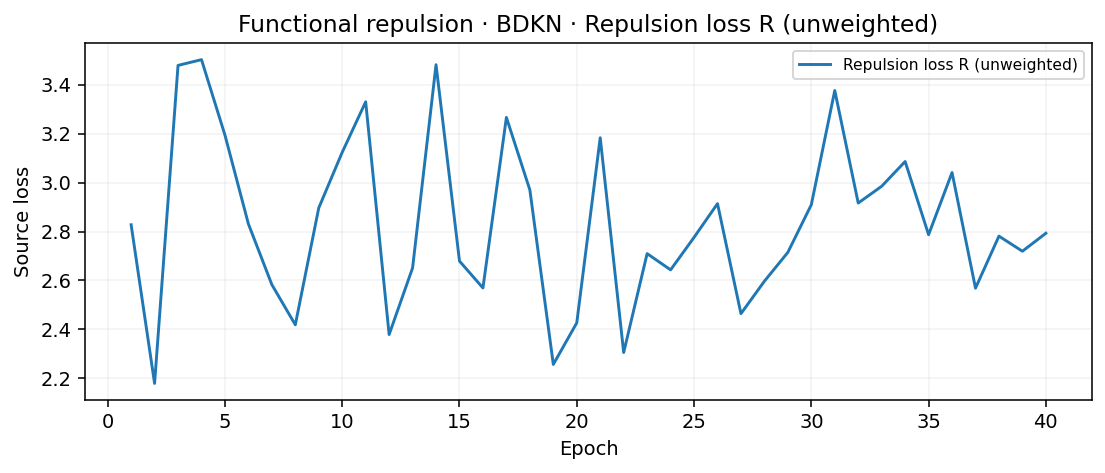 Functional repulsion · BDKN · Repulsion loss R (unweighted)
Repulsion loss R (unweighted)
Source loss
3.4
3.2
3.0
2.8
2.6
2.4
2.2
0 5 10 15 20 25 30 35 40
Epoch